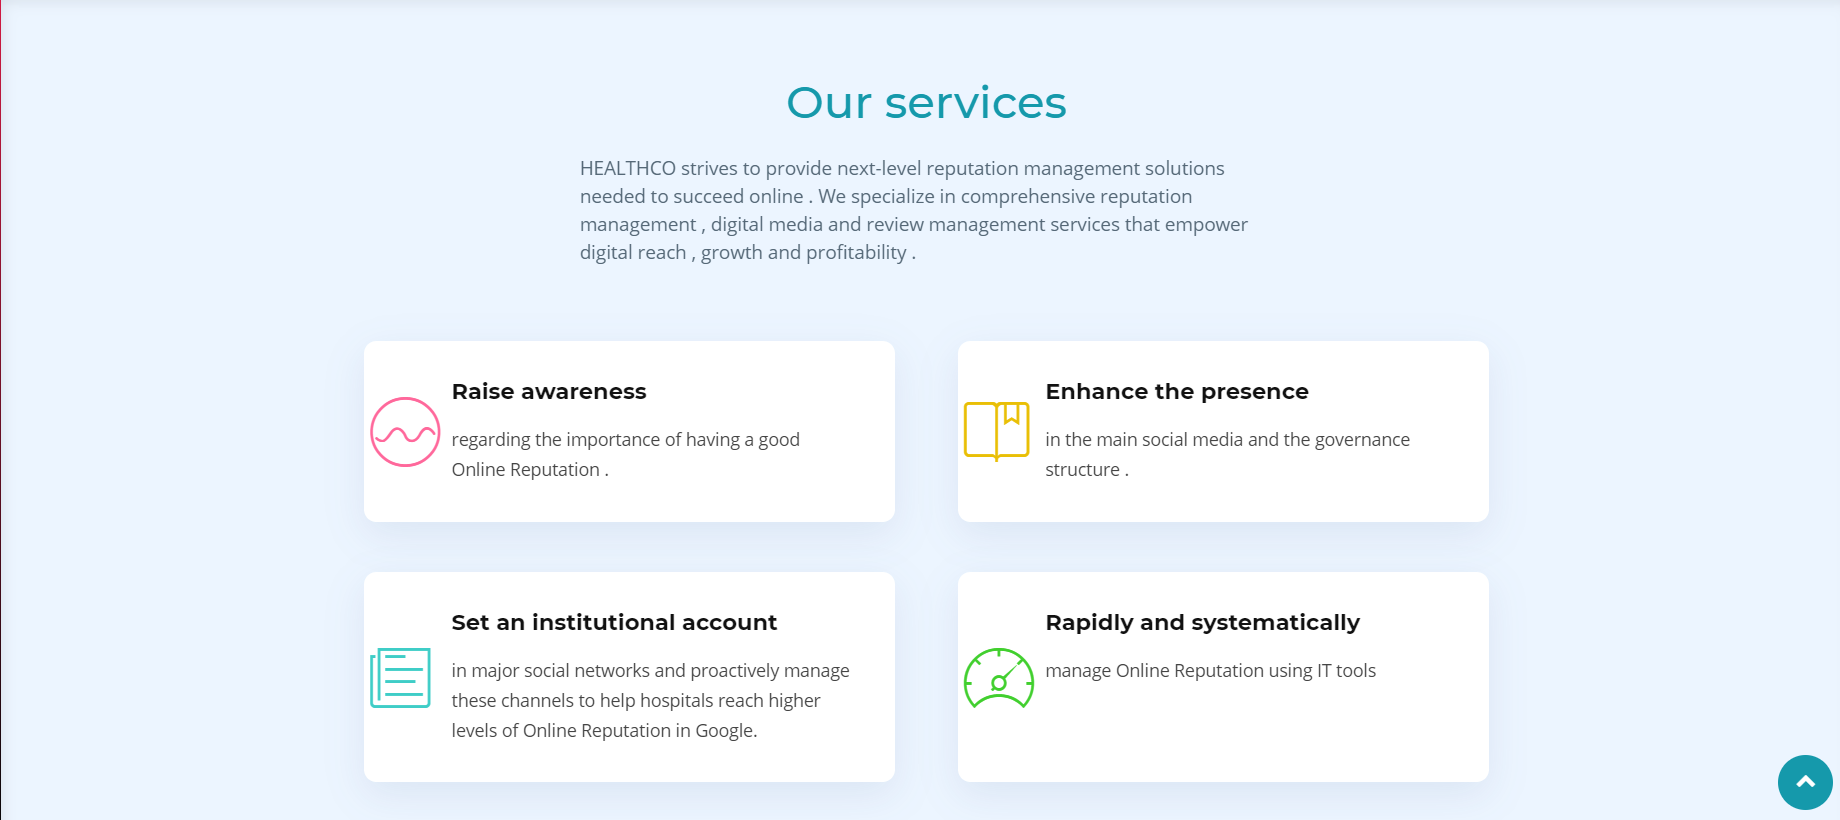 Our services
HEALTHCO strives to provide next-level reputation management solutions
needed to succeed online . We specialize in comprehensive reputation
management , digital media and review management services that empower
digital reach , growth and profitability .
Raise awareness
regarding the importance of having a good
Online Reputation .
Enhance the presence
in the main social media and the governance
structure .
Set an institutional account
in major social networks and proactively manage
these channels to help hospitals reach higher
levels of Online Reputation in Google.
Rapidly and systematically
manage Online Reputation using IT tools